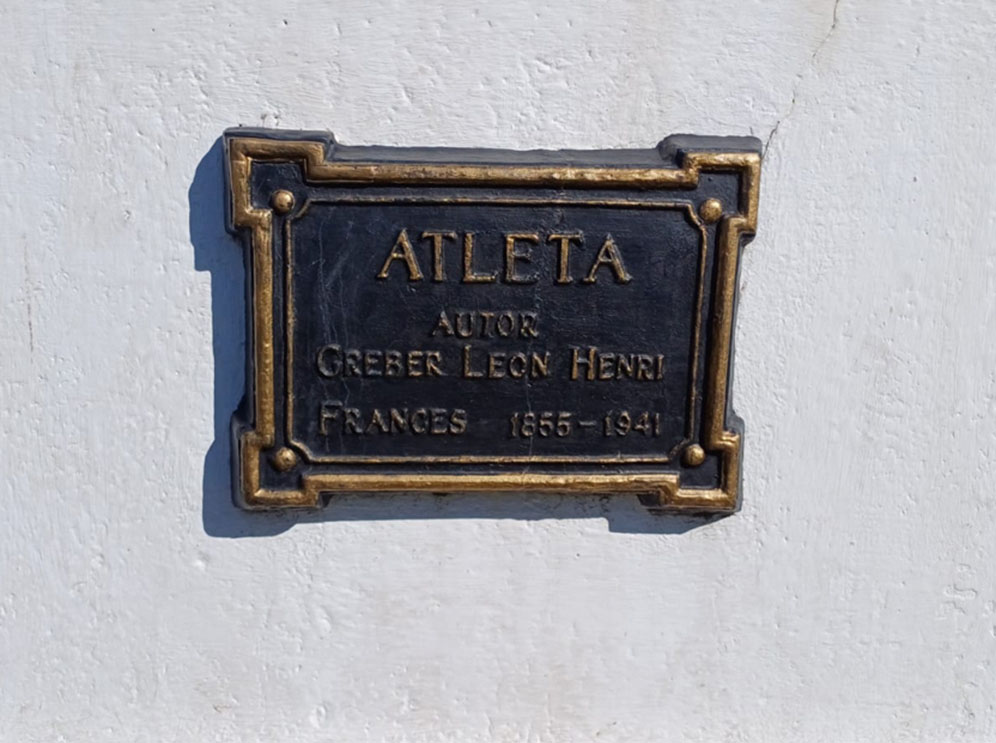 ATLETA
AUTOR
GREBER LEON HENRI
FRANCES 1855-1941